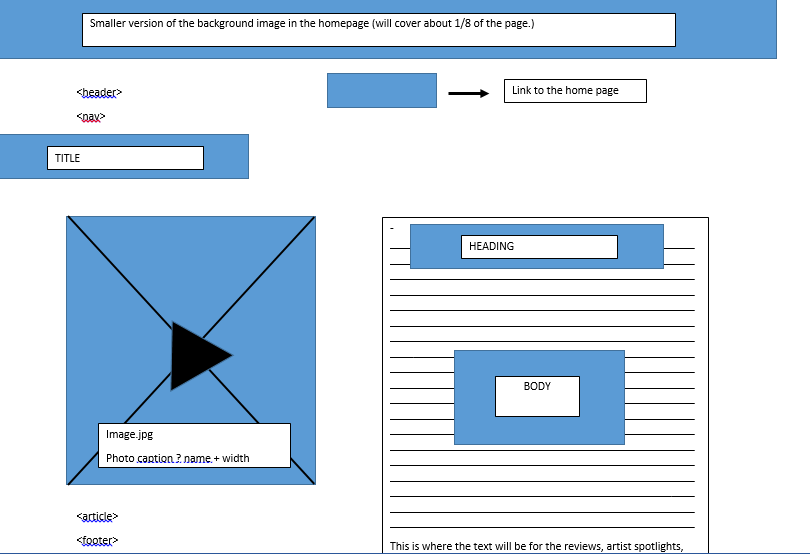 Smaller version of the background image in the homepage (will cover about 1/8 of the page.)
<header>
Link to the home page
<nav>
TITLE
-
HEADING
BODY
Image.jpg
Photo caption ? name + width
<article>
<footer>
This is where the text will be for the reviews, artist spotlights,